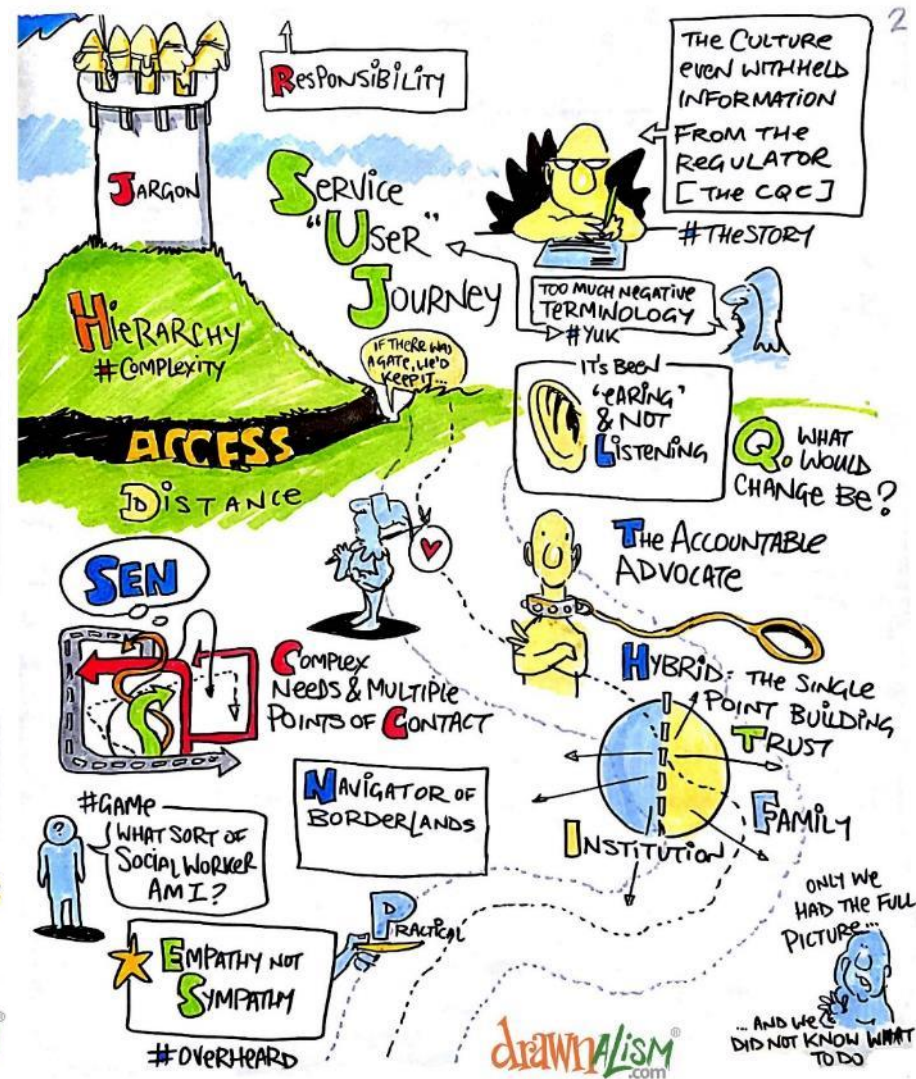 2
RESPONSIBILITY
THE CULTURE
EVEN WITHHELD
INFORMATION
FROM THE
REGULATOR
[THE CQC]
#THESTORY
JARGON
SERVICE
"USER"
JOURNEY
TOO MUCH NEGATIVE
TERMINOLOGY
#YUK
HIERARCHY
#COMPLEXITY
IF THERE WAS
A GATE, WE'D
KEEP IT...
ACCESS
DISTANCE
IT'S BEEN
"EARING"
& NOT
LISTENING
Q. WHAT
WOULD
CHANGE BE?
THE ACCOUNTABLE
ADVOCATE
SEN
COMPLEX
NEEDS & MULTIPLE
POINTS OF CONTACT
HYBRID: THE SINGLE
POINT BUILDING
TRUST
FAMILY
INSTITUTION
NAVIGATOR OF
BORDERLANDS
#GAME
?
WHAT SORT OF
SOCIAL WORKER
AM I?
PRACTICAL
EMPATHY NOT
SYMPATHY
#OVERHEARD
ONLY WE
HAD THE FULL
PICTURE...
... AND WE
DID NOT KNOW WHAT
TO DO
drawnALISM®
.com